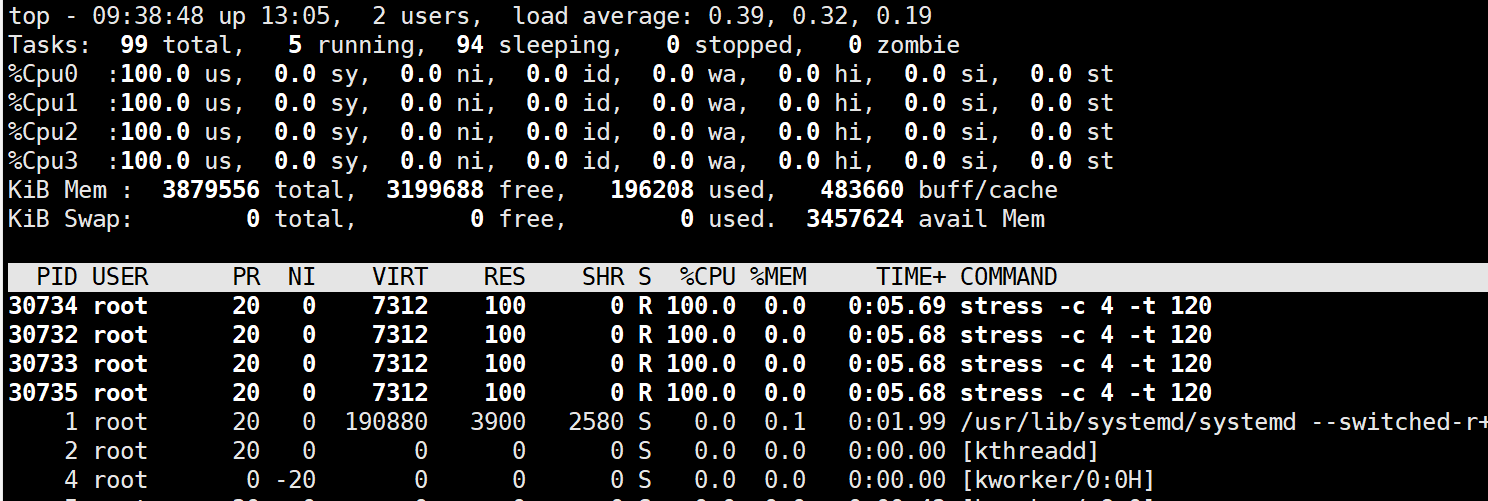 top - 09:38:48 up 13:05,  2 users,  load average: 0.39, 0.32, 0.19
Tasks:  99 total,   5 running,  94 sleeping,   0 stopped,   0 zombie
%Cpu0  :100.0 us,  0.0 sy,  0.0 ni,  0.0 id,  0.0 wa,  0.0 hi,  0.0 si,  0.0 st
%Cpu1  :100.0 us,  0.0 sy,  0.0 ni,  0.0 id,  0.0 wa,  0.0 hi,  0.0 si,  0.0 st
%Cpu2  :100.0 us,  0.0 sy,  0.0 ni,  0.0 id,  0.0 wa,  0.0 hi,  0.0 si,  0.0 st
%Cpu3  :100.0 us,  0.0 sy,  0.0 ni,  0.0 id,  0.0 wa,  0.0 hi,  0.0 si,  0.0 st
KiB Mem :  3879556 total,  3199688 free,   196208 used,   483660 buff/cache
KiB Swap:        0 total,        0 free,        0 used.  3457624 avail Mem
  PID USER      PR  NI    VIRT    RES    SHR S  %CPU %MEM     TIME+ COMMAND
30734 root      20   0    7312    100      0 R 100.0  0.0   0:05.69 stress -c 4 -t 120
30732 root      20   0    7312    100      0 R 100.0  0.0   0:05.68 stress -c 4 -t 120
30733 root      20   0    7312    100      0 R 100.0  0.0   0:05.68 stress -c 4 -t 120
30735 root      20   0    7312    100      0 R 100.0  0.0   0:05.68 stress -c 4 -t 120
    1 root      20   0  190880   3900   2580 S   0.0  0.1   0:01.99 /usr/lib/systemd/systemd --switched-r+
    2 root      20   0       0      0      0 S   0.0  0.0   0:00.00 [kthreadd]
    4 root       0 -20       0      0      0 S   0.0  0.0   0:00.00 [kworker/0:0H]